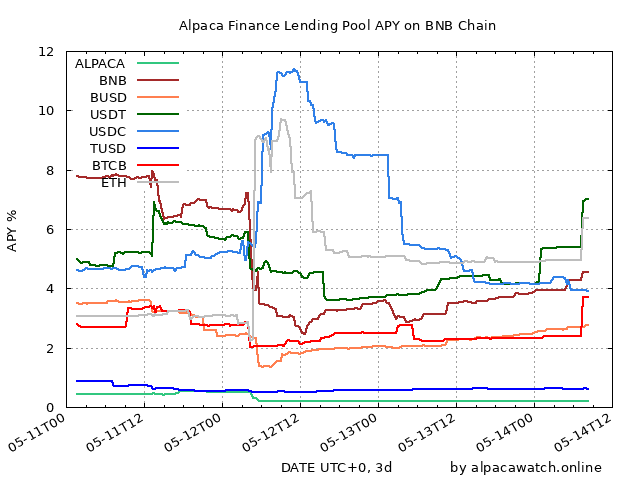 Alpaca Finance Lending Pool APY on BNB Chain
12
10
8
6
4
2
0
APY %
ALPACA
BNB
BUSD
USDT
USDC
TUSD
BTCB
ETH
05-11T00
05-11T12
05-12T00
05-12T12
05-13T00
05-13T12
05-14T00
05-14T12
DATE UTC+0, 3d
by alpacawatch.online